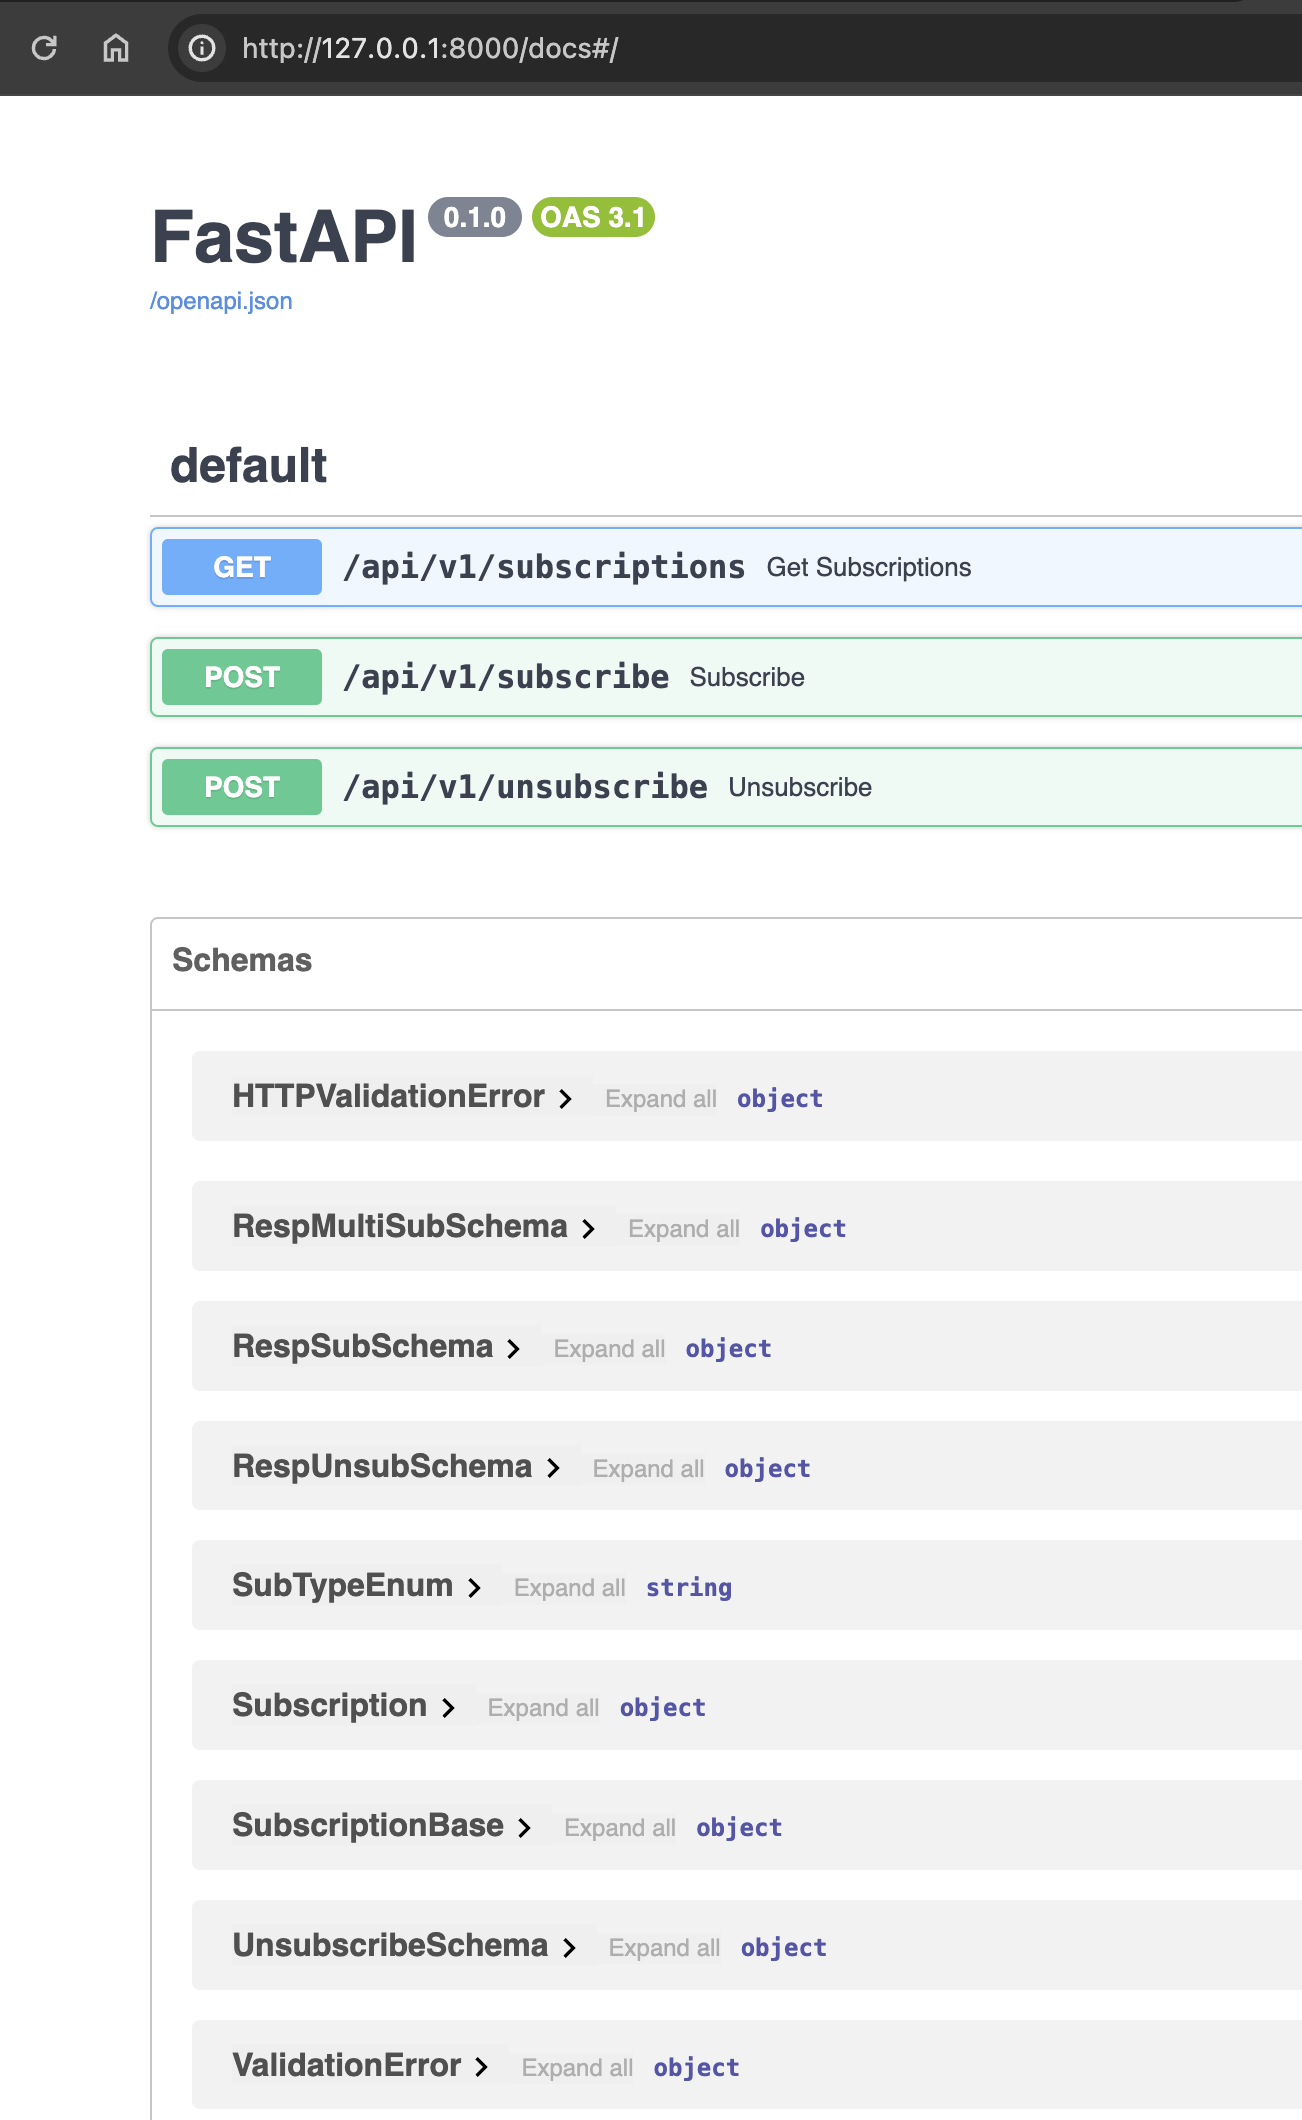 http://127.0.0.1:8000/docs#/
FastAPI 0.1.0 OAS 3.1
/openapi.json
default
GET /api/v1/subscriptions Get Subscriptions
POST /api/v1/subscribe Subscribe
POST /api/v1/unsubscribe Unsubscribe
Schemas
HTTPValidationError Expand all object
RespMultiSubSchema Expand all object
RespSubSchema Expand all object
RespUnsubSchema Expand all object
SubTypeEnum Expand all string
Subscription Expand all object
SubscriptionBase Expand all object
UnsubscribeSchema Expand all object
ValidationError Expand all object